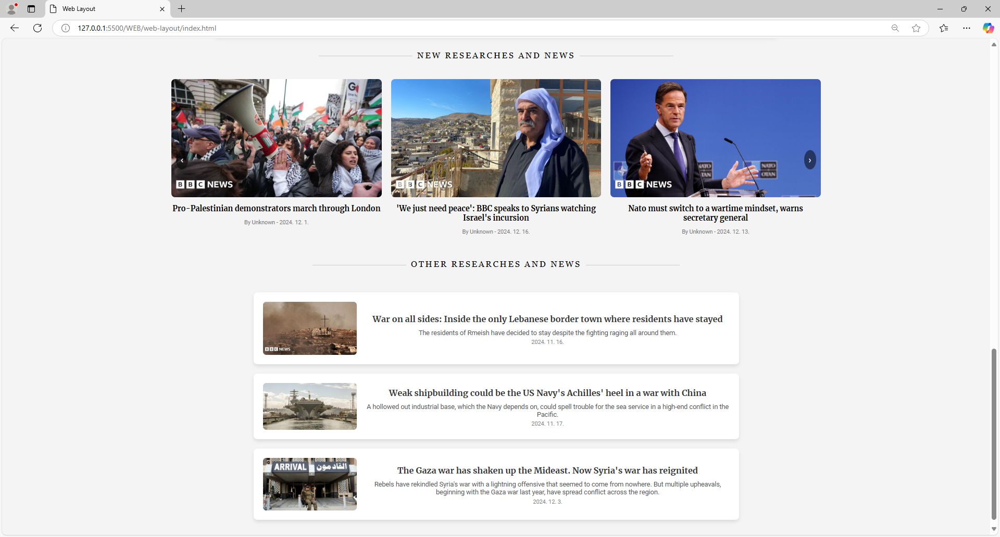 Web Layout
127.0.0.1:5500/WEB/web-layout/index.html
NEW RESEARCHES AND NEWS
BBC NEWS
BBC NEWS
NATO
OTAN
NATO
OTAN
BBC NEWS
Pro-Palestinian demonstrators march through London
By Unknown - 2024. 12. 1.
'We just need peace': BBC speaks to Syrians watching
Israel's incursion
By Unknown - 2024. 12. 16.
Nato must switch to a wartime mindset, warns
secretary general
By Unknown - 2024. 12. 13.
OTHER RESEARCHES AND NEWS
RMEICH
BBC NEWS
War on all sides: Inside the only Lebanese border town where residents have stayed
The residents of Rmeish have decided to stay despite the fighting raging all around them.
2024. 11. 16.
Weak shipbuilding could be the US Navy's Achilles' heel in a war with China
A hollowed out industrial base, which the Navy depends on, could spell trouble for the sea service in a high-end conflict in the
Pacific.
2024. 11. 17.
ARRIVAL القادمون
The Gaza war has shaken up the Mideast. Now Syria's war has reignited
Rebels have rekindled Syria's war with a lightning offensive that seemed to come from nowhere. But multiple upheavals,
beginning with the Gaza war last year, have spread conflict across the region.
2024. 12. 3.